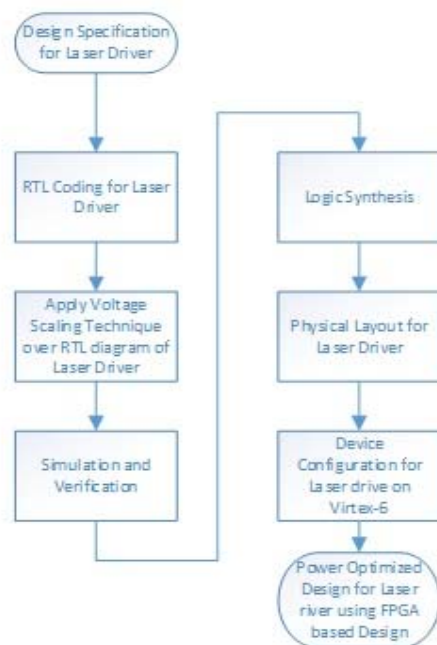 Design Specification
for Laser Driver
RTL Coding for Laser
Driver
Apply Voltage
Scaling Technique
over RTL diagram of
Laser Driver
Simulation and
Verification
Logic Synthesis
Physical Layout for
Laser Driver
Device
Configuration for
Laser drive on
Virtex-6
Power Optimized
Design for Laser
river using FPGA
based Design